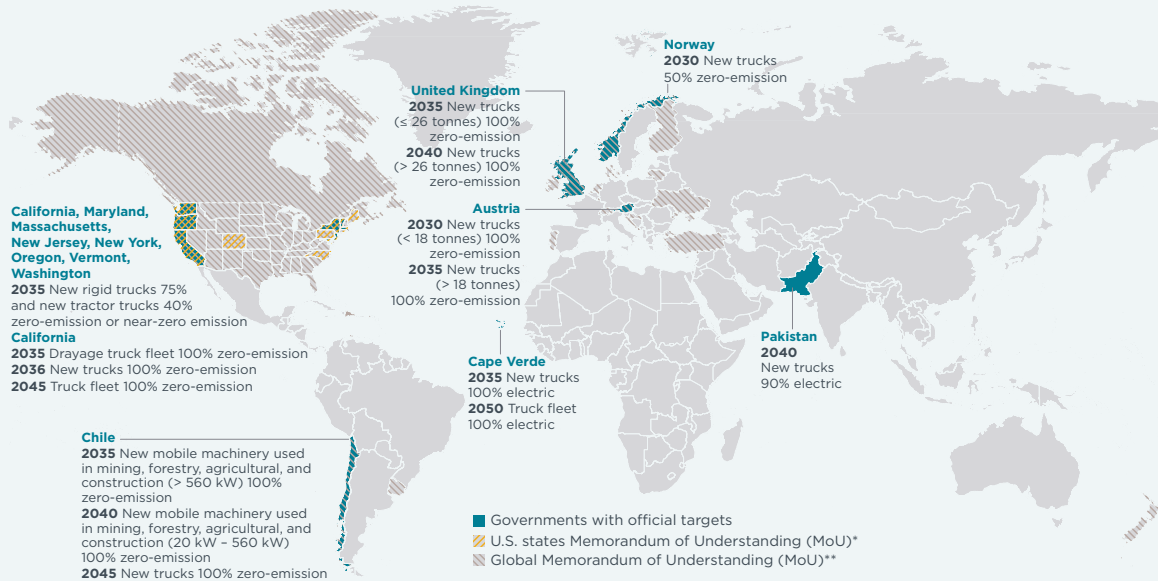 Norway
2030 New trucks
50% zero-emission
United Kingdom
2035 New trucks
(≤ 26 tonnes) 100%
zero-emission
2040 New trucks
(> 26 tonnes) 100%
zero-emission
Austria
2030 New trucks
(< 18 tonnes) 100%
zero-emission
2035 New trucks
(> 18 tonnes)
100% zero-emission
California, Maryland,
Massachusetts,
New Jersey, New York,
Oregon, Vermont,
Washington
2035 New rigid trucks 75%
and new tractor trucks 40%
zero-emission or near-zero emission
California
2035 Drayage truck fleet 100% zero-emission
2036 New trucks 100% zero-emission
2045 Truck fleet 100% zero-emission
Cape Verde
2035 New trucks
100% electric
2050 Truck fleet
100% electric
Pakistan
2040
New trucks
90% electric
Chile
2035 New mobile machinery used
in mining, forestry, agricultural, and
construction (> 560 kW) 100%
zero-emission
2040 New mobile machinery used
in mining, forestry, agricultural, and
construction (20 kW – 560 kW)
100% zero-emission
2045 New trucks 100% zero-emission
Governments with official targets
U.S. states Memorandum of Understanding (MoU)*
Global Memorandum of Understanding (MoU)**